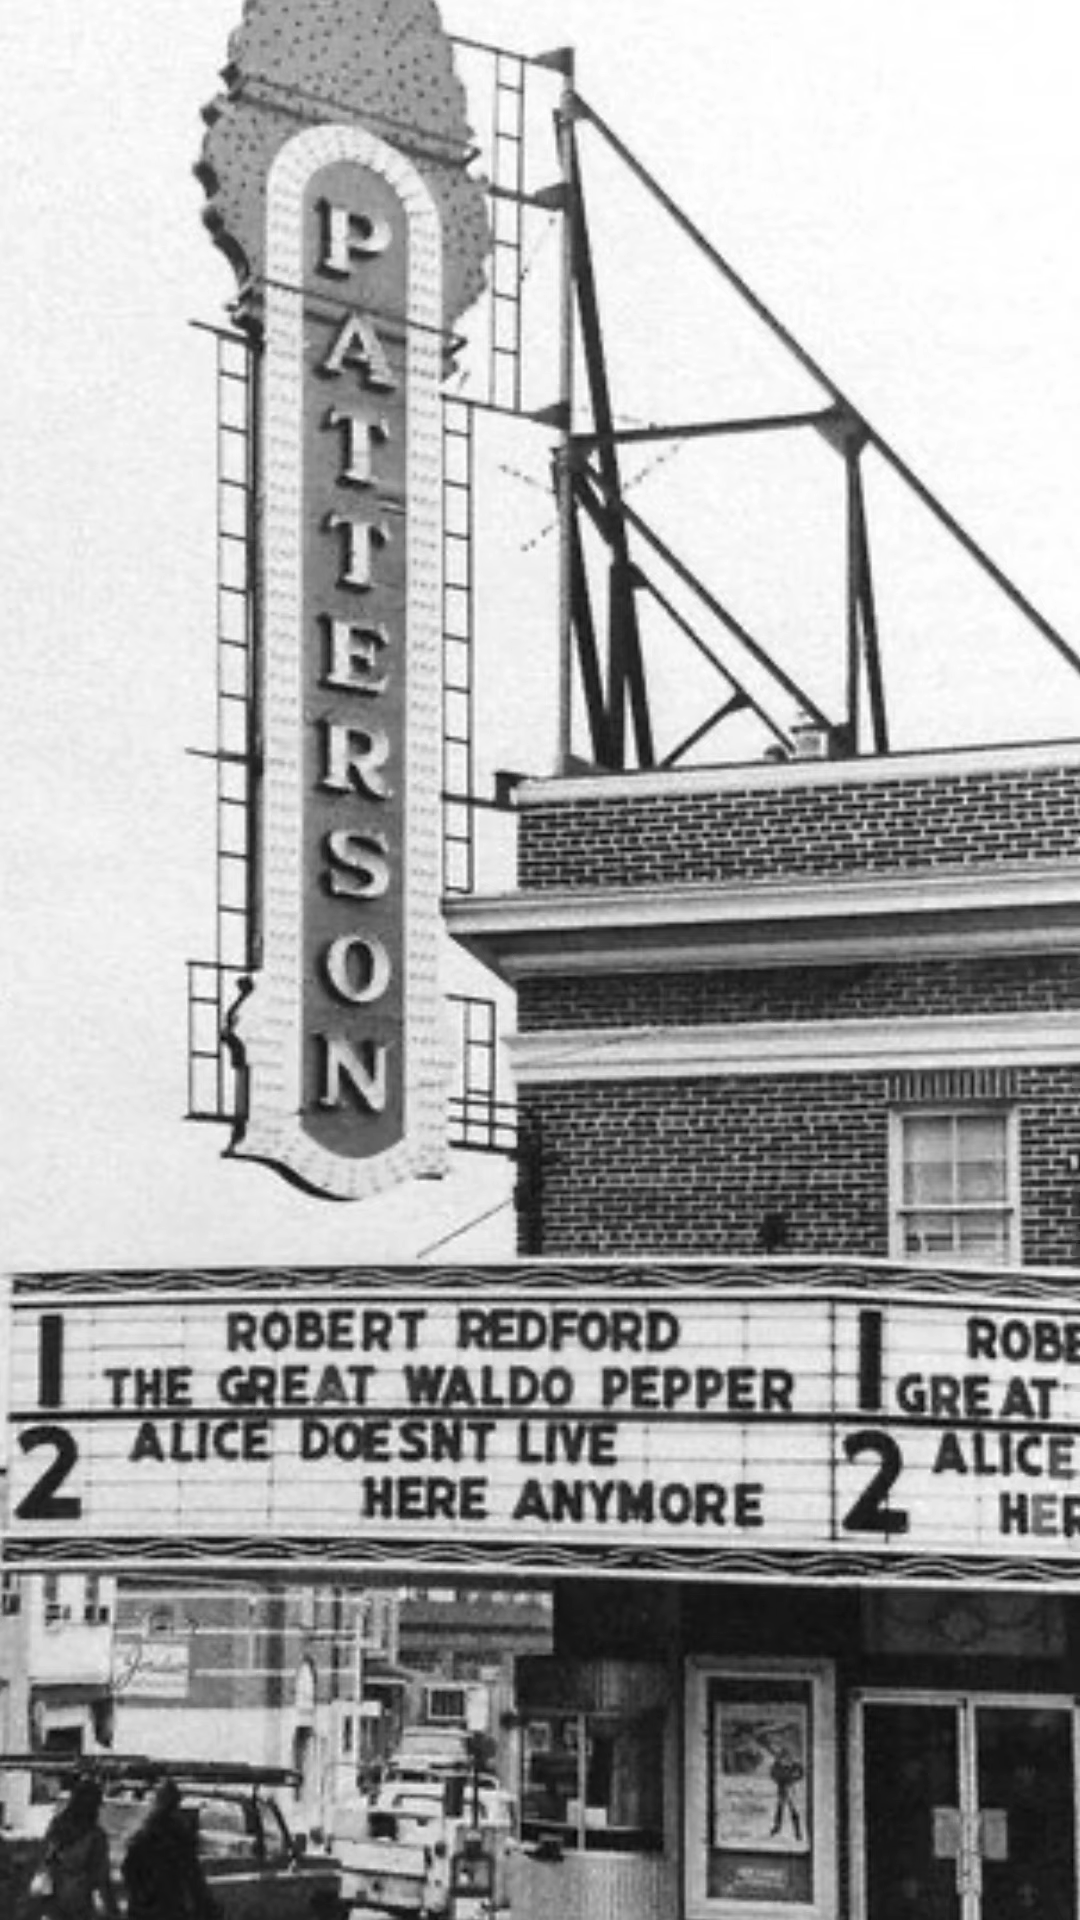 PATTERSON
1 ROBERT REDFORD
THE GREAT WALDO PEPPER
2 ALICE DOESNT LIVE
HERE ANYMORE
1 ROBE
GREAT
2 ALICE
HER